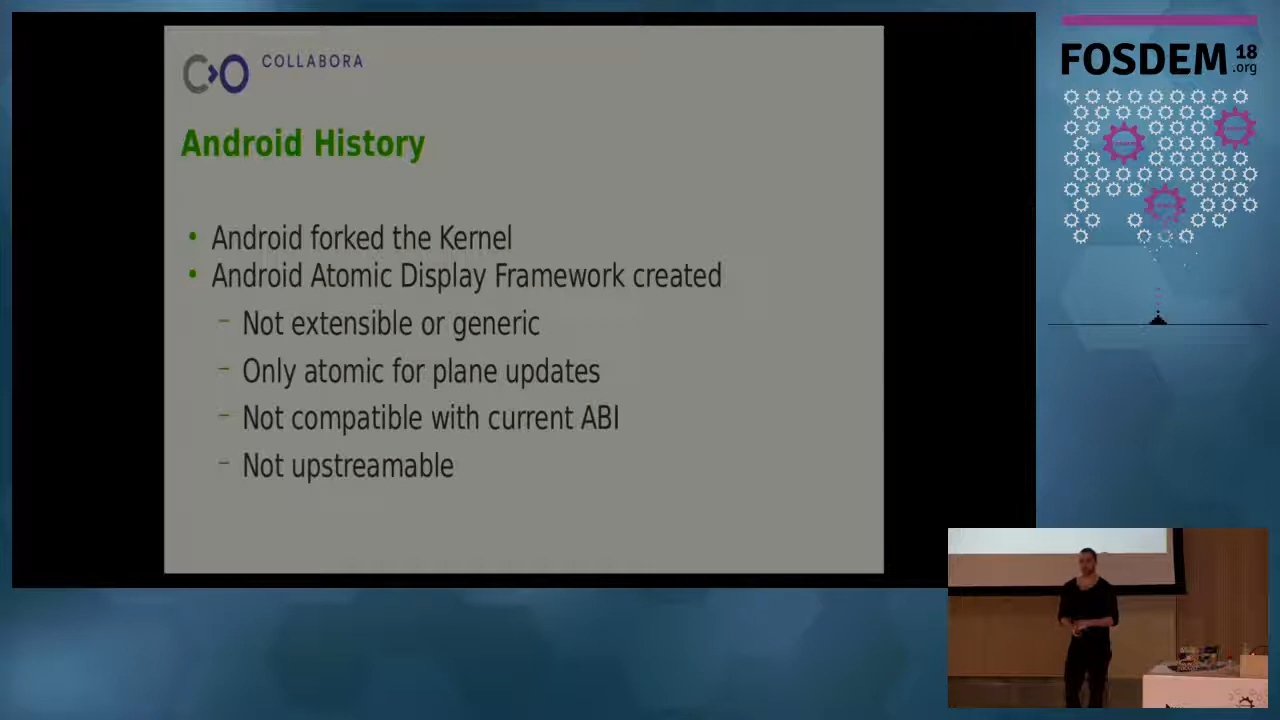 COLLABORA
Android History
• Android forked the Kernel
• Android Atomic Display Framework created
– Not extensible or generic
– Only atomic for plane updates
– Not compatible with current ABI
– Not upstreamable
FOSDEM 18
.org